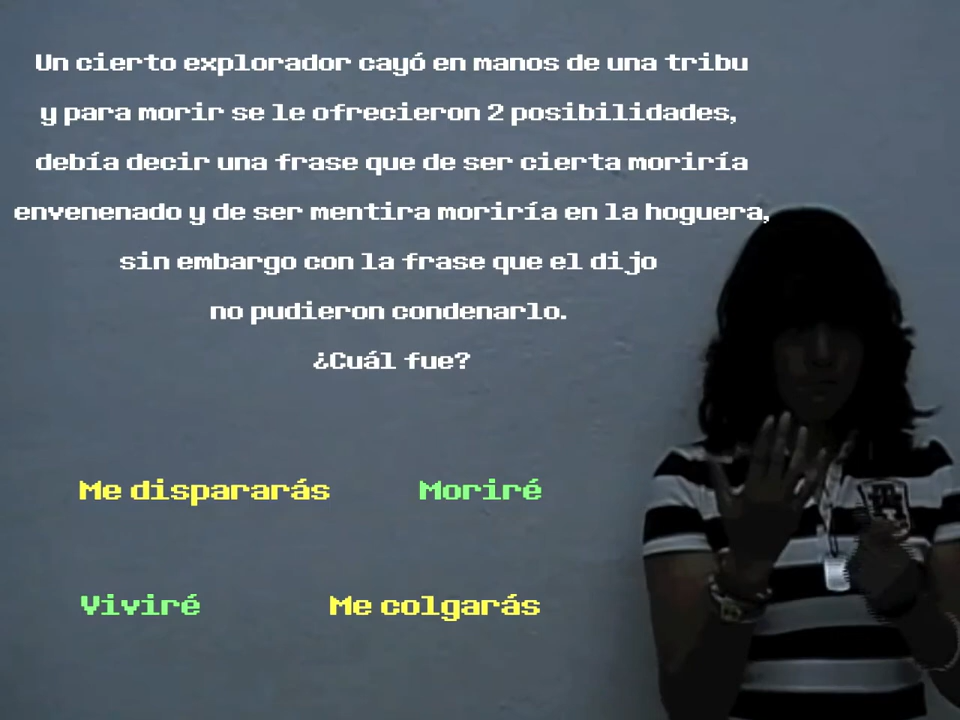 Un cierto explorador cayó en manos de una tribu
y para morir se le ofrecieron 2 posibilidades,
debía decir una frase que de ser cierta moriría
envenenado y de ser mentira moriría en la hoguera,
sin embargo con la frase que el dijo
no pudieron condenarlo.
¿Cuál fue?
Me dispararás Moriré
Viviré Me colgarás